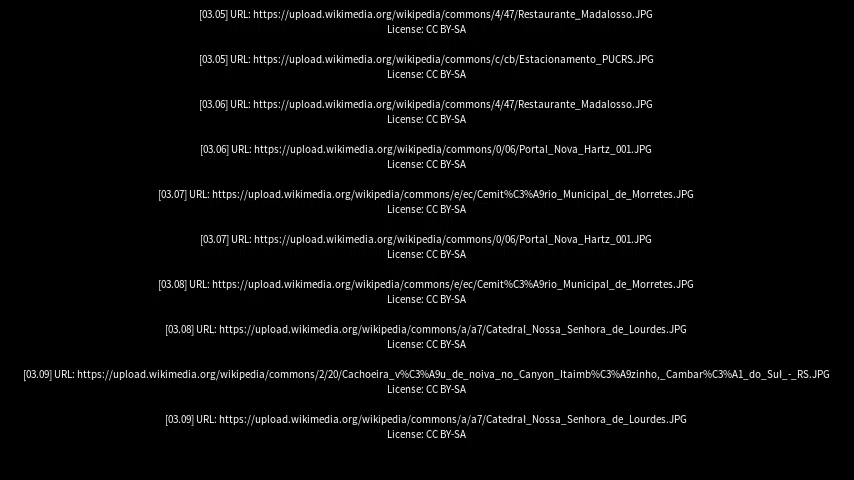 [03.05] URL: https://upload.wikimedia.org/wikipedia/commons/4/47/Restaurante_Madalosso.JPG
License: CC BY-SA
[03.05] URL: https://upload.wikimedia.org/wikipedia/commons/c/cb/Estacionamento_PUCRS.JPG
License: CC BY-SA
[03.06] URL: https://upload.wikimedia.org/wikipedia/commons/4/47/Restaurante_Madalosso.JPG
License: CC BY-SA
[03.06] URL: https://upload.wikimedia.org/wikipedia/commons/0/06/Portal_Nova_Hartz_001.JPG
License: CC BY-SA
[03.07] URL: https://upload.wikimedia.org/wikipedia/commons/e/ec/Cemit%C3%A9rio_Municipal_de_Morretes.JPG
License: CC BY-SA
[03.07] URL: https://upload.wikimedia.org/wikipedia/commons/0/06/Portal_Nova_Hartz_001.JPG
License: CC BY-SA
[03.08] URL: https://upload.wikimedia.org/wikipedia/commons/e/ec/Cemit%C3%A9rio_Municipal_de_Morretes.JPG
License: CC BY-SA
[03.08] URL: https://upload.wikimedia.org/wikipedia/commons/a/a7/Catedral_Nossa_Senhora_de_Lourdes.JPG
License: CC BY-SA
[03.09] URL: https://upload.wikimedia.org/wikipedia/commons/2/20/Cachoeira_v%C3%A9u_de_noiva_no_Canyon_Itaimb%C3%A9zinho,_Cambar%C3%A1_do_Sul_-_RS.JPG
License: CC BY-SA
[03.09] URL: https://upload.wikimedia.org/wikipedia/commons/a/a7/Catedral_Nossa_Senhora_de_Lourdes.JPG
License: CC BY-SA